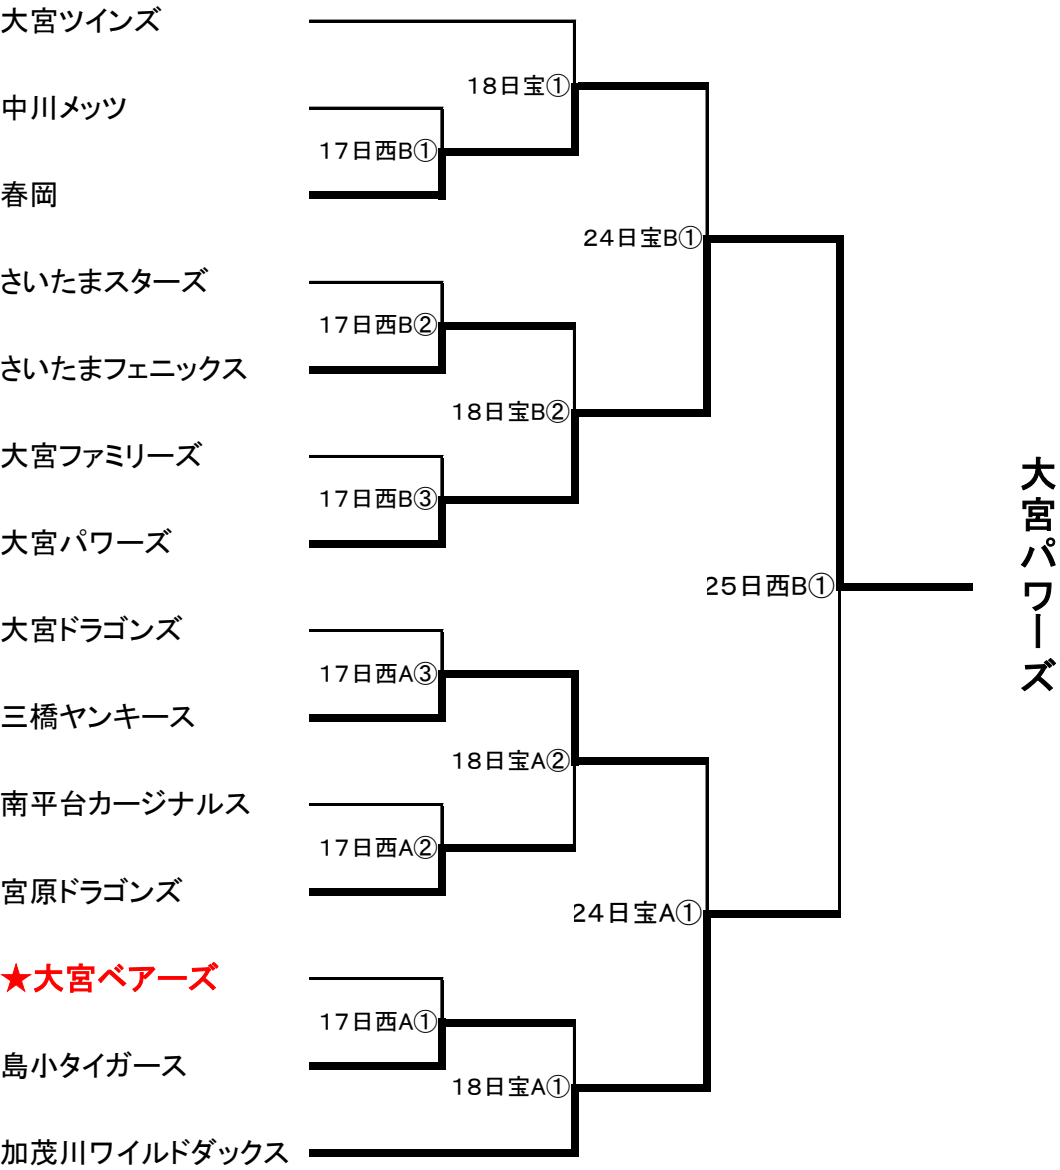 大宮ツインズ
18日宝①
中川メッツ
17日西B①
春岡
24日宝B①
さいたまスターズ
17日西B②
さいたまフェニックス
18日宝B②
大宮ファミリーズ
17日西B③
大宮パワーズ
25日西B①
大宮パワーズ
大宮ドラゴンズ
17日西A③
三橋ヤンキース
18日宝A②
南平台カージナルス
17日西A②
宮原ドラゴンズ
24日宝A①
★大宮ベアーズ
17日西A①
島小タイガース
18日宝A①
加茂川ワイルドダックス